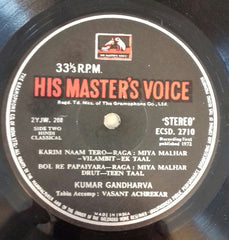 33⅓ R.P.M.
HIS MASTER'S VOICE
Regd. Td. Mcs. of The Gramophone Co. Ltd.
2YJW. 208
SIDE TWO
HINDI
CLASSICAL
"STEREO"
ECSD. 2710
Recording First
published 1972
KARIM NAAM TERO—RAGA: MIYA MALHAR
-VILAMBIT-EK TAAL
BOL RE PAPAIYARA—RAGA: MIYA MALHAR
DRUT—TEEN TAAL
KUMAR GANDHARVA
Tabla Accomp: VASANT ACHREKAR
MADE IN INDIA